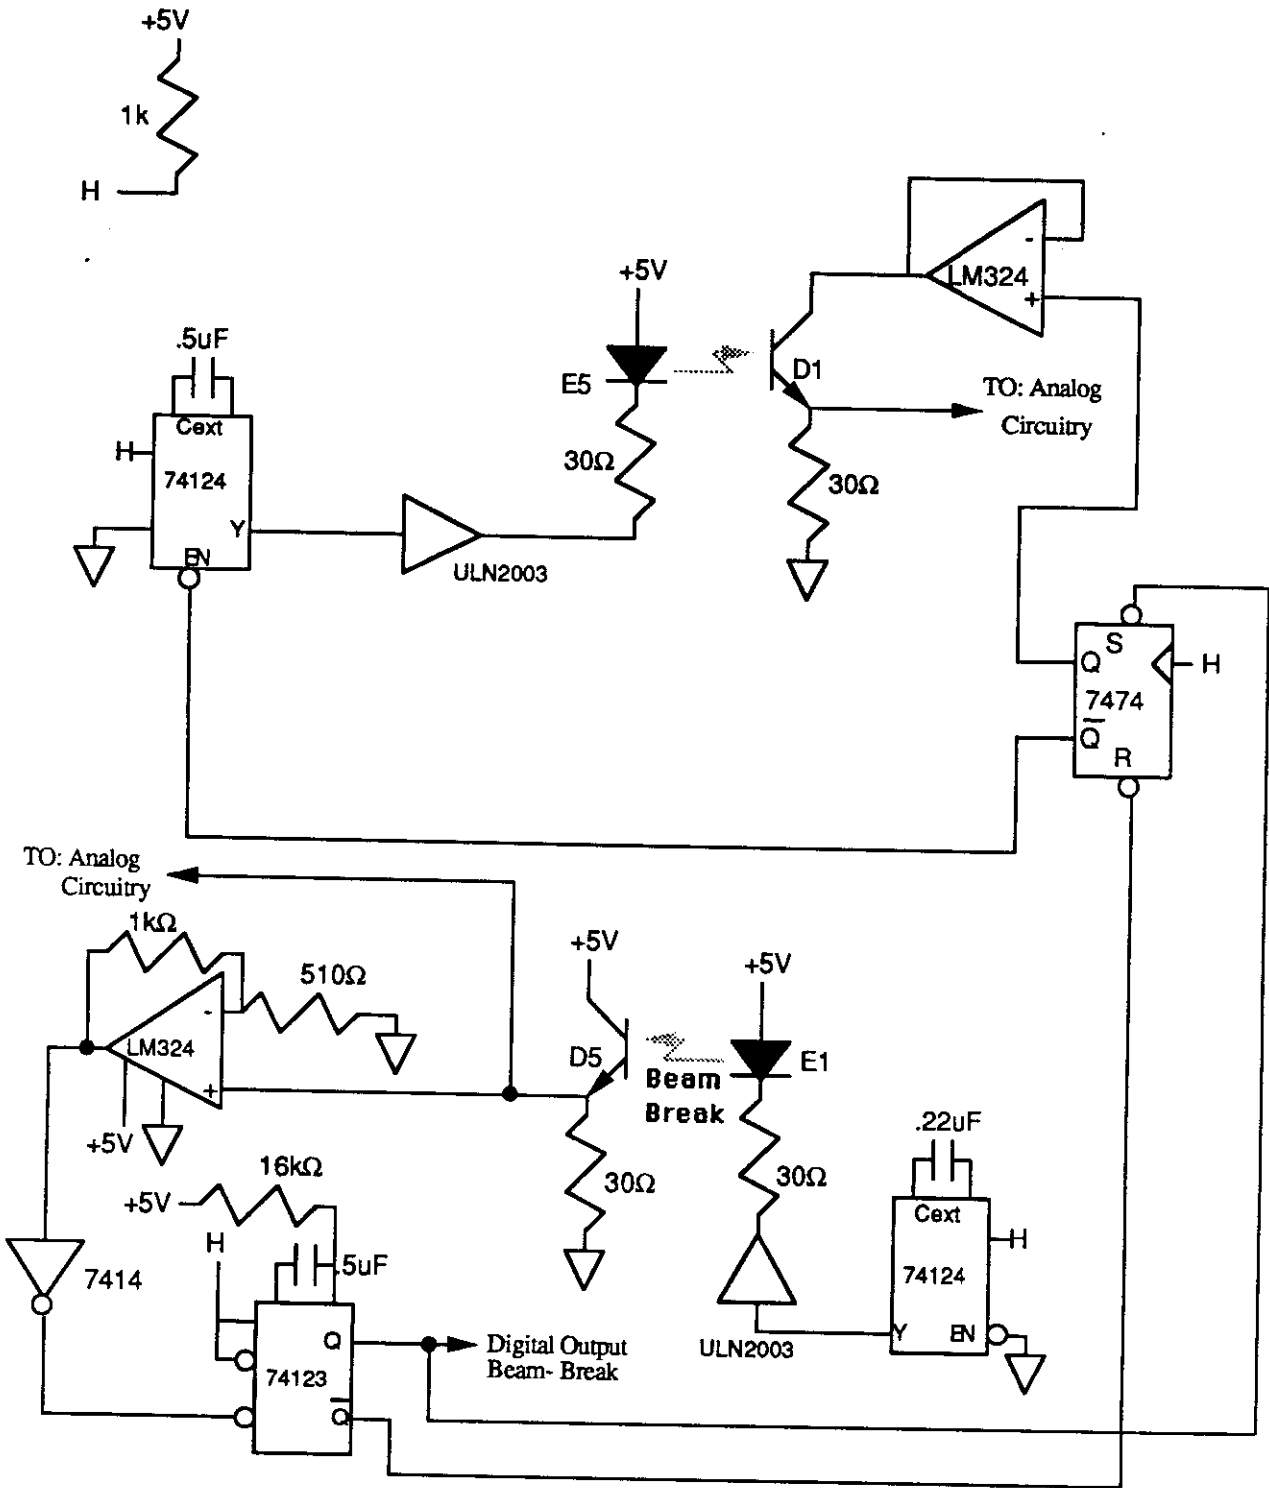 +5V
1k
H
+5V
-
LM324
+
.5uF
Cext
H
74124
Y
EN
E5
30Ω
ULN2003
D1
TO: Analog
Circuitry
30Ω
S
Q
H
7474
Q
R
TO: Analog
Circuitry
1kΩ
510Ω
-
LM324
+
+5V
+5V
D5
Beam
Break
+5V
E1
30Ω
30Ω
.22uF
Cext
H
74124
Y
EN
ULN2003
16kΩ
+5V
H
.5uF
7414
Q
74123
Q
Digital Output
Beam- Break